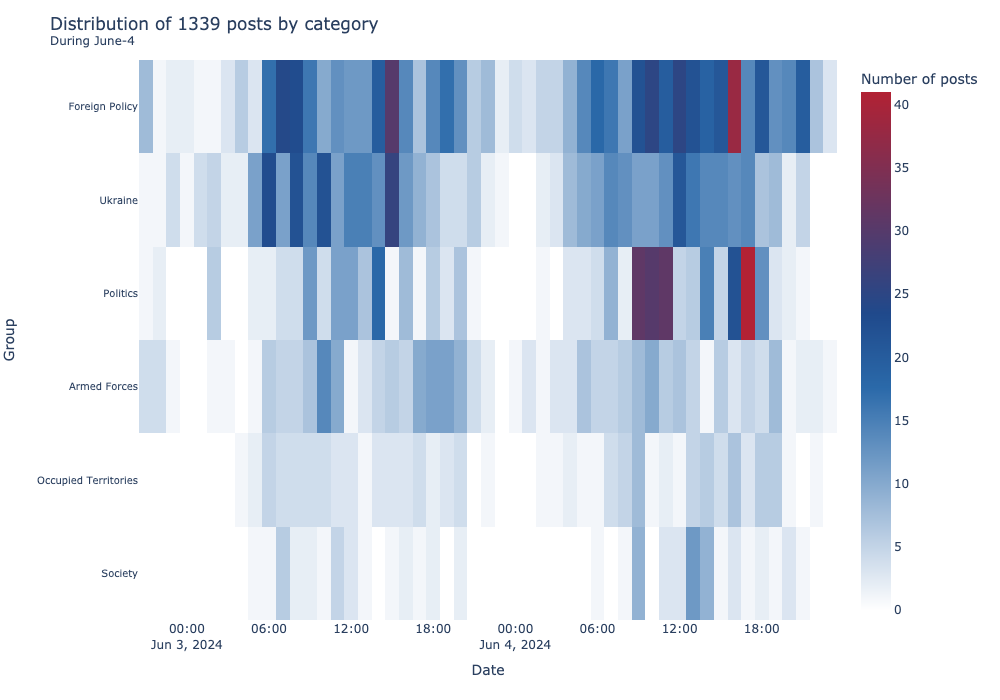 Distribution of 1339 posts by category
During June-4
Number of posts
Foreign Policy
Ukraine
Politics
Armed Forces
Occupied Territories
Society
Group
40
35
30
25
20
15
10
5
0
00:00
Jun 3, 2024
06:00
12:00
18:00
00:00
Jun 4, 2024
06:00
12:00
18:00
Date